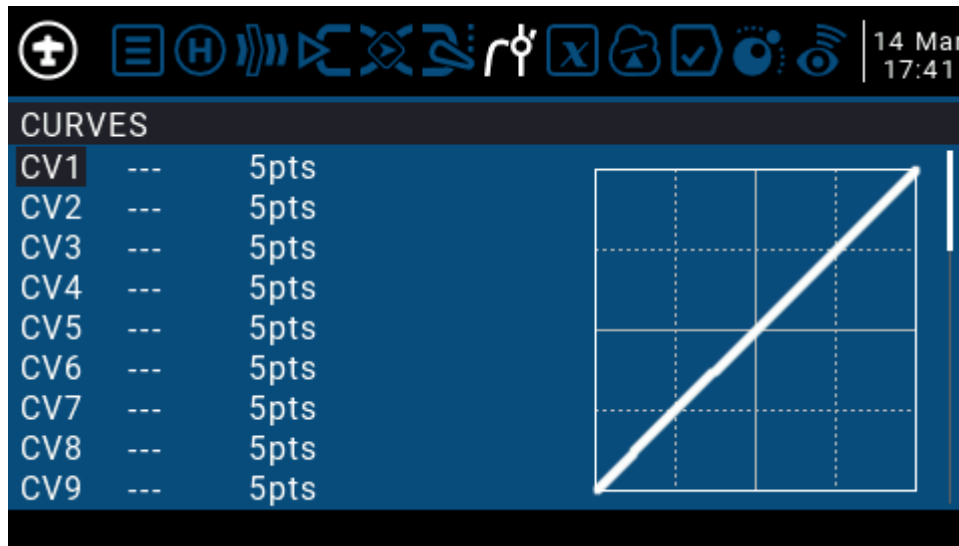 14 Mar
17:41
CURVES
CV1 --- 5pts
CV2 --- 5pts
CV3 --- 5pts
CV4 --- 5pts
CV5 --- 5pts
CV6 --- 5pts
CV7 --- 5pts
CV8 --- 5pts
CV9 --- 5pts